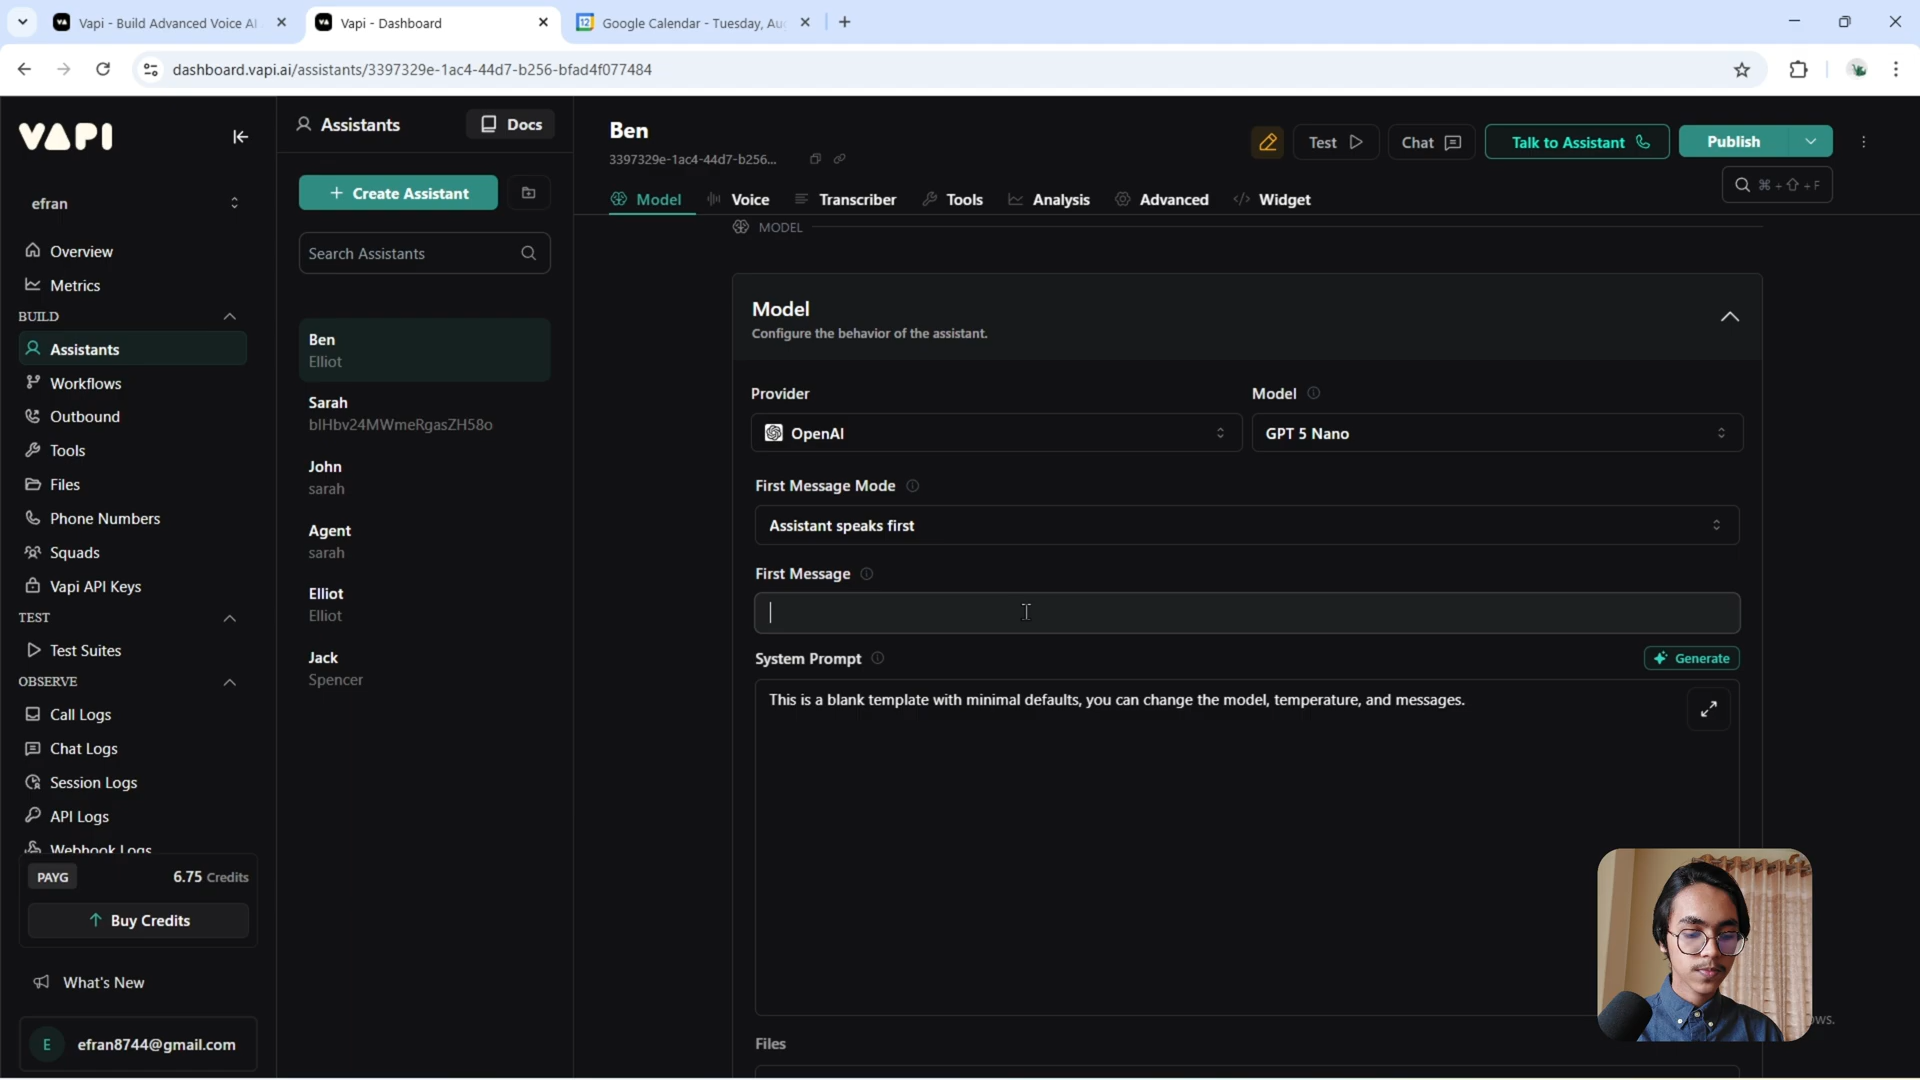 Vapi - Build Advanced Voice AI
Vapi - Dashboard
12
Google Calendar - Tuesday, Au
dashboard.vapi.ai/assistants/3397329e-1ac4-44d7-b256-bfad4f077484
VAPI
efran
Overview
Metrics
BUILD
Assistants
Workflows
Outbound
Tools
Files
Phone Numbers
Squads
Vapi API Keys
TEST
Test Suites
OBSERVE
Call Logs
Chat Logs
Session Logs
API Logs
Webhook Logs
PAYG
6.75 Credits
Buy Credits
What's New
E
efran8744@gmail.com
Assistants
Docs
Create Assistant
Search Assistants
Ben
Elliot
Sarah
bIHbv24MWmeRgasZH58o
John
sarah
Agent
sarah
Elliot
Elliot
Jack
Spencer
Ben
3397329e-1ac4-44d7-b256...
Test
Chat
Talk to Assistant
Publish
⌘ + ⇧ + F
Model
Voice
Transcriber
Tools
Analysis
Advanced
Widget
MODEL
Model
Configure the behavior of the assistant.
Provider
Model
OpenAI
GPT 5 Nano
First Message Mode
Assistant speaks first
First Message
System Prompt
Generate
This is a blank template with minimal defaults, you can change the model, temperature, and messages.
Files